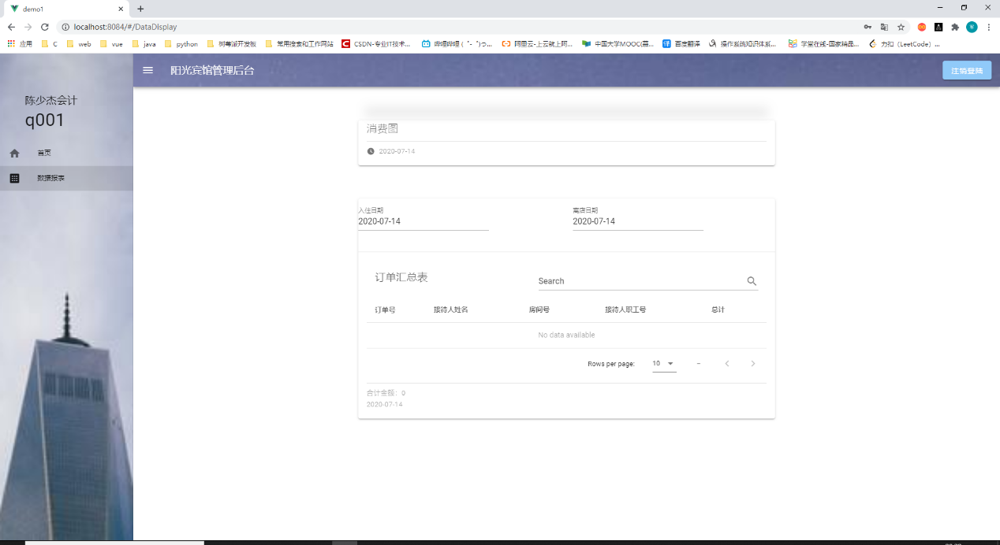 demo1
localhost:8084/#/DataDisplay
应用 C web vue java python 树莓派开发板 常用搜索和工作网站 CSDN-专业IT技术... 哔哩哔哩 ( ゜- ゜)つ... 阿里云-上云就上阿... 中国大学MOOC(慕... 百度翻译 操作系统知识体系... 学堂在线-国家精品... 力扣（LeetCode）...
阳光宾馆管理后台
注销登陆
陈少杰会计
q001
首页
数据报表
消费图
2020-07-14
入住日期 离店日期
2020-07-14 2020-07-14
订单汇总表
Search
订单号 接待人姓名 房间号 接待人职工号 总计
No data available
Rows per page: 10 –
合计金额：0
2020-07-14